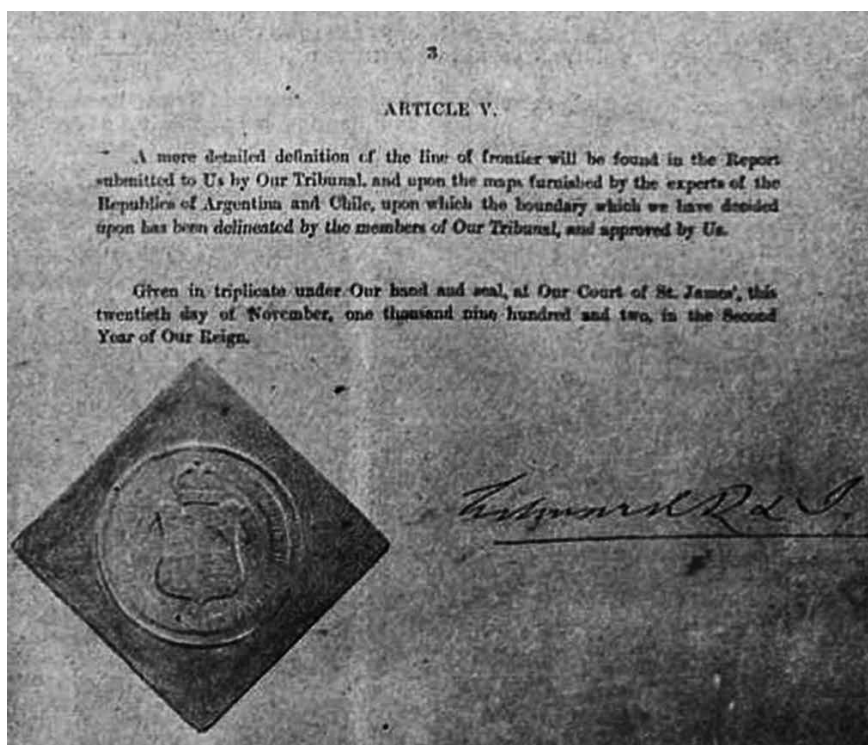 3
ARTICLE V.
A more detailed definition of the line of frontier will be found in the Report
submitted to Us by Our Tribunal, and upon the maps furnished by the experts of the
Republics of Argentina and Chile, upon which the boundary which we have decided
upon has been delineated by the members of Our Tribunal, and approved by Us.
Given in triplicate under Our hand and seal, at Our Court of St. James', this
twentieth day of November, one thousand nine hundred and two, in the Second
Year of Our Reign.
Edward R & I.